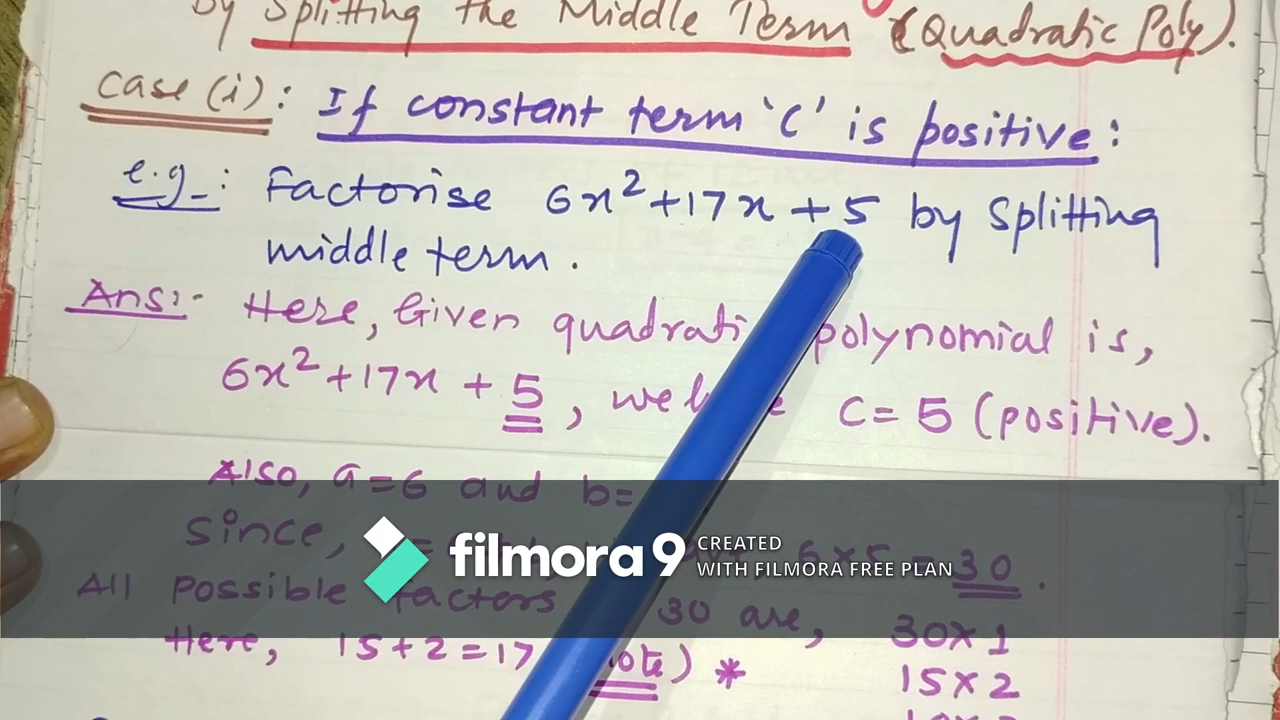 by Splitting the Middle Term (Quadratic Poly).
Case (i): If constant term 'C' is positive:
e.g.: Factorise 6x²+17x+5 by Splitting
middle term.
Ans:- Here, Given quadrati polynomial is,
6x²+17x+5, we C=5 (positive).
Also, a=6 and b=
Since, 6×5=30.
All possible factors 30 are, 30×1
Here, 15+2=17 *
15×2
filmora9 CREATED
WITH FILMORA FREE PLAN